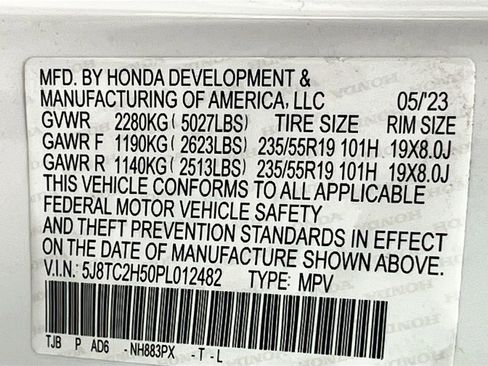 MFD. BY HONDA DEVELOPMENT &
MANUFACTURING OF AMERICA, LLC 05/'23
GVWR 2280KG ( 5027LBS) TIRE SIZE RIM SIZE
GAWR F 1190KG ( 2623LBS) 235/55R19 101H 19X8.0J
GAWR R 1140KG ( 2513LBS) 235/55R19 101H 19X8.0J
THIS VEHICLE CONFORMS TO ALL APPLICABLE
FEDERAL MOTOR VEHICLE SAFETY
AND THEFT PREVENTION STANDARDS IN EFFECT
ON THE DATE OF MANUFACTURE SHOWN ABOVE.
V.I.N.: 5J8TC2H50PL012482 TYPE: MPV
TJB P AD6 - NH883PX - T - L